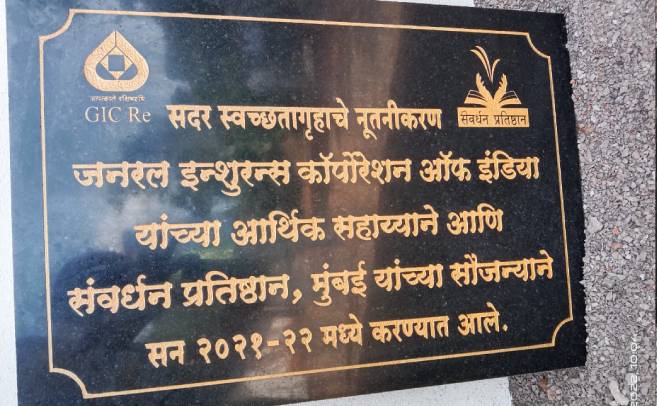 GIC Re
संवर्धन प्रतिष्ठान
सदर स्वच्छतागृहाचे नूतनीकरण
जनरल इन्शुरन्स कॉर्पोरेशन ऑफ इंडिया
यांच्या आर्थिक सहाय्याने आणि
संवर्धन प्रतिष्ठान, मुंबई यांच्या सौजन्याने
सन २०२१-२२ मध्ये करण्यात आले.